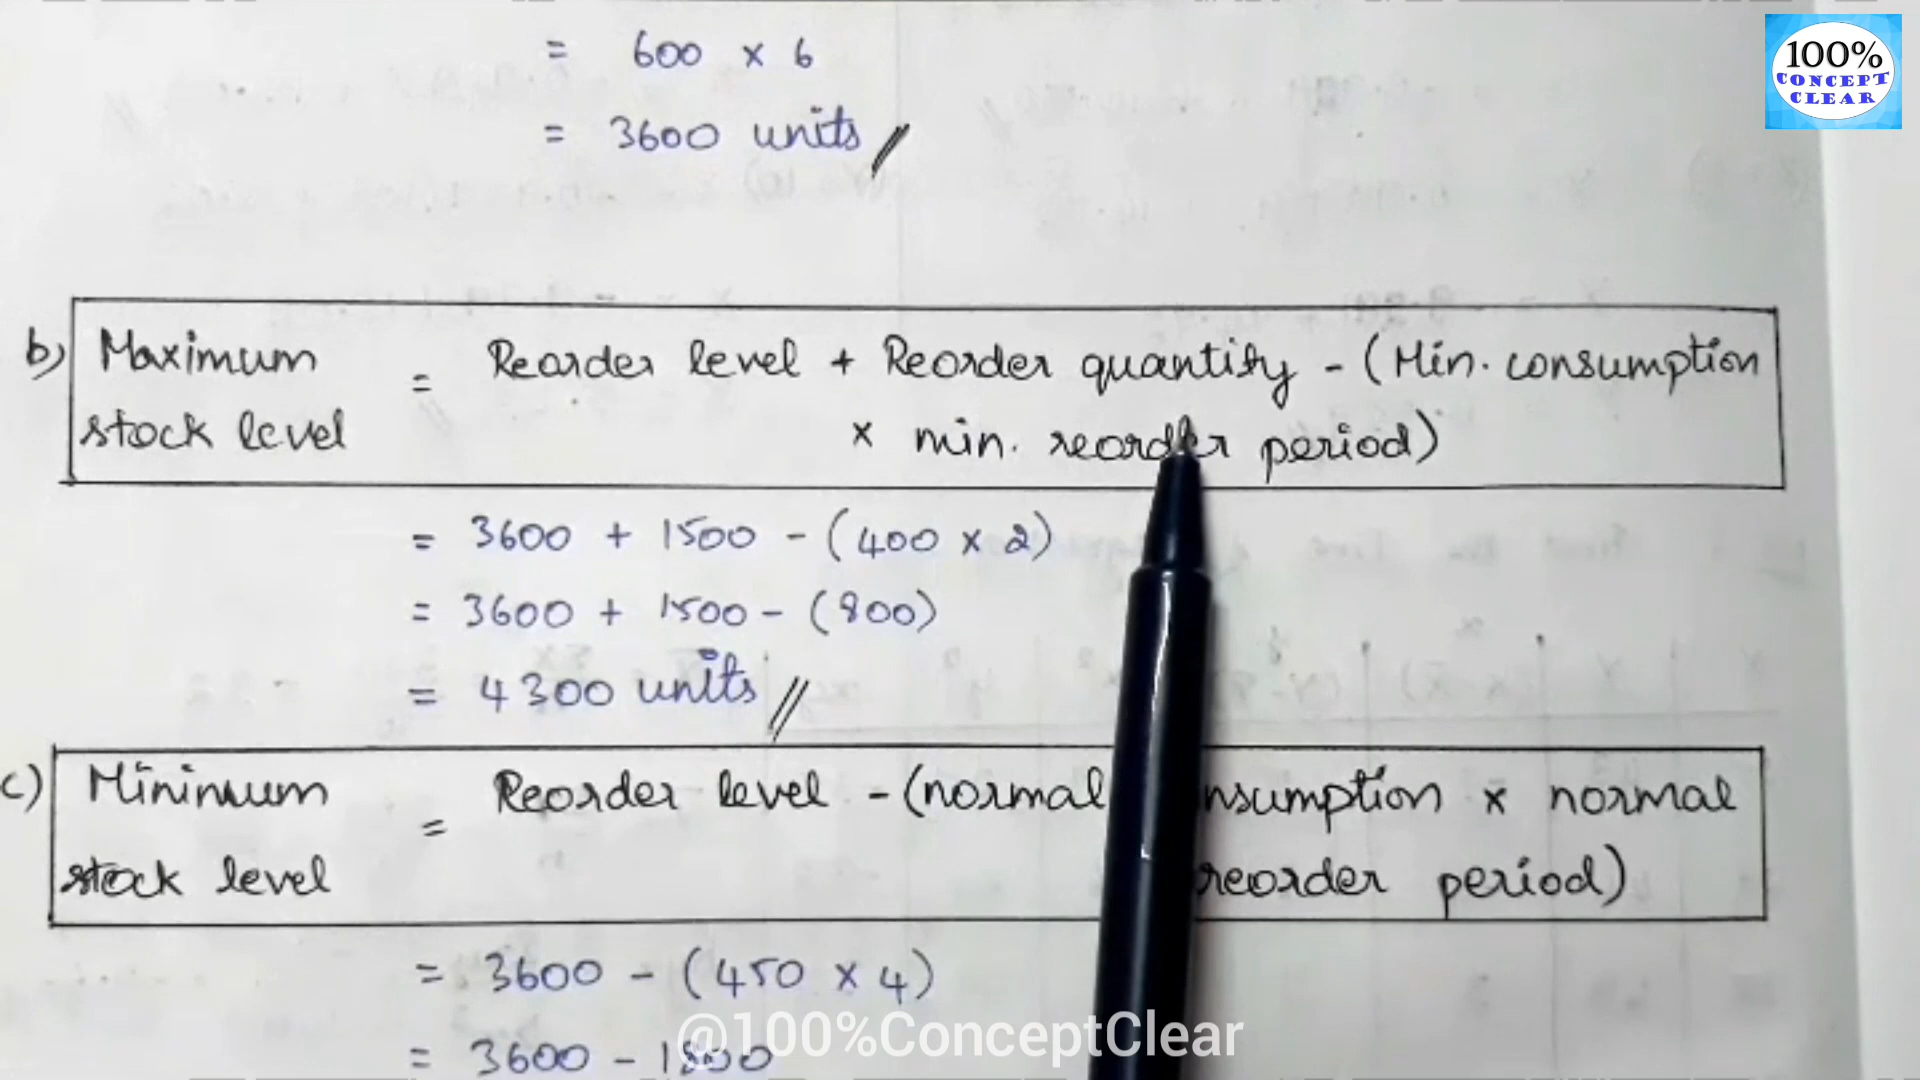 = 600 x 6
= 3600 units
100%
CONCEPT
CLEAR
b) Maximum stock level = Reorder level + Reorder quantity - (Min. consumption
x min. reorder period)
= 3600 + 1500 - (400 x 2)
= 3600 + 1500 - (800)
= 4300 units
c) Minimum stock level = Reorder level - (normal nsumption x normal
reorder period)
= 3600 - (450 x 4)
@100%ConceptClear
= 3600 - 1800